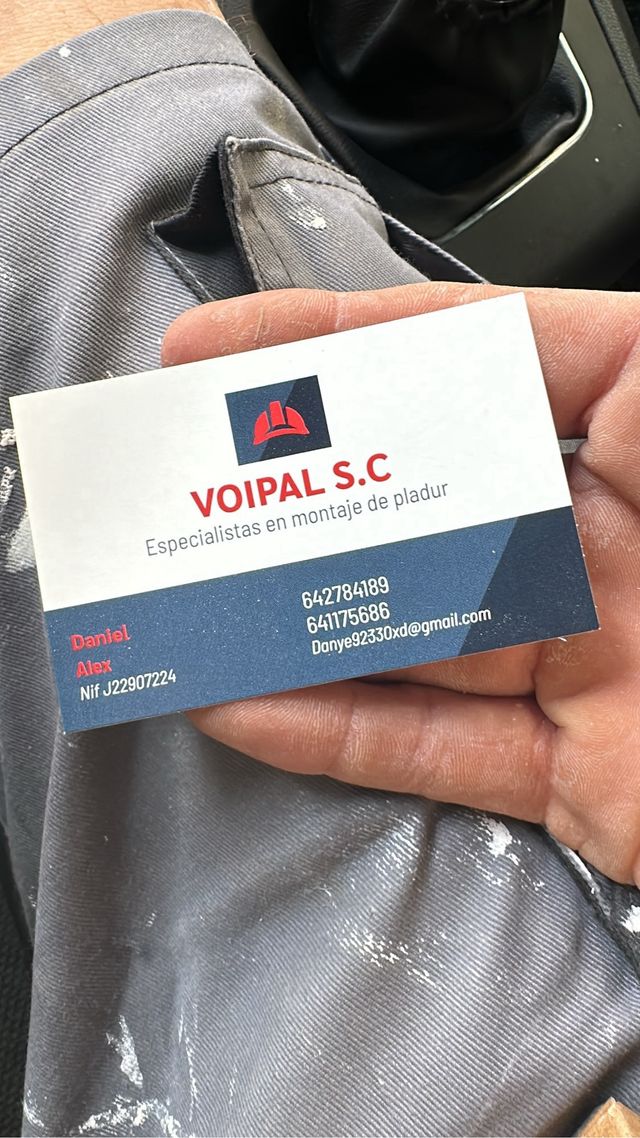 VOIPAL S.C
Especialistas en montaje de pladur
Daniel
Alex
Nif J22907224
642784189
641175686
Danye92330xd@gmail.com